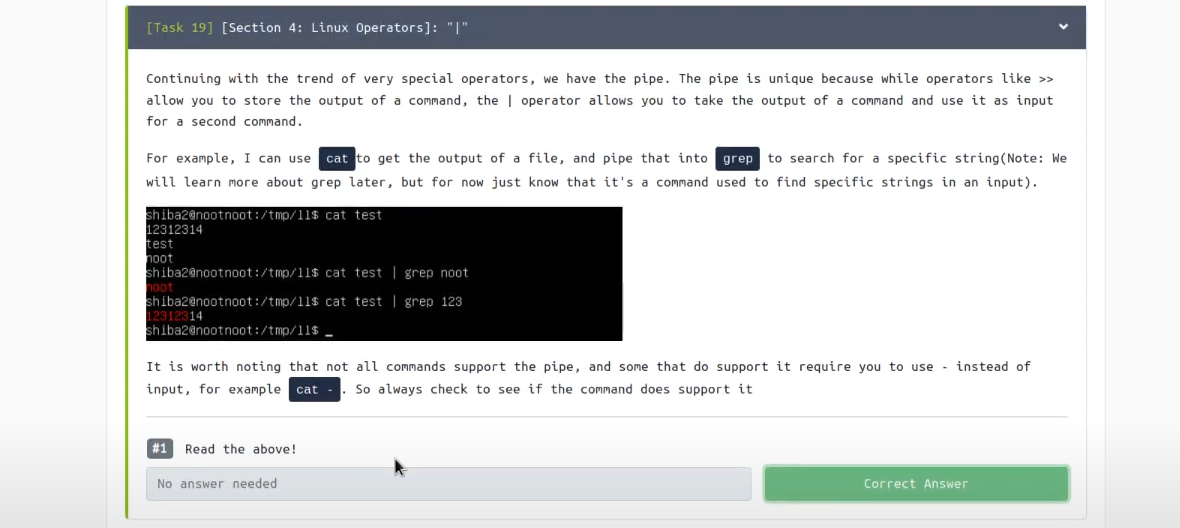 [Task 19] [Section 4: Linux Operators]: "|"
Continuing with the trend of very special operators, we have the pipe. The pipe is unique because while operators like >>
allow you to store the output of a command, the | operator allows you to take the output of a command and use it as input
for a second command.
For example, I can use cat to get the output of a file, and pipe that into grep to search for a specific string(Note: We
will learn more about grep later, but for now just know that it's a command used to find specific strings in an input).
shiba2@nootnoot:/tmp/ll$ cat test
12312314
test
noot
shiba2@nootnoot:/tmp/ll$ cat test | grep noot
noot
shiba2@nootnoot:/tmp/ll$ cat test | grep 123
12312314
shiba2@nootnoot:/tmp/ll$ _
It is worth noting that not all commands support the pipe, and some that do support it require you to use - instead of
input, for example cat -. So always check to see if the command does support it
#1 Read the above!
No answer needed
Correct Answer